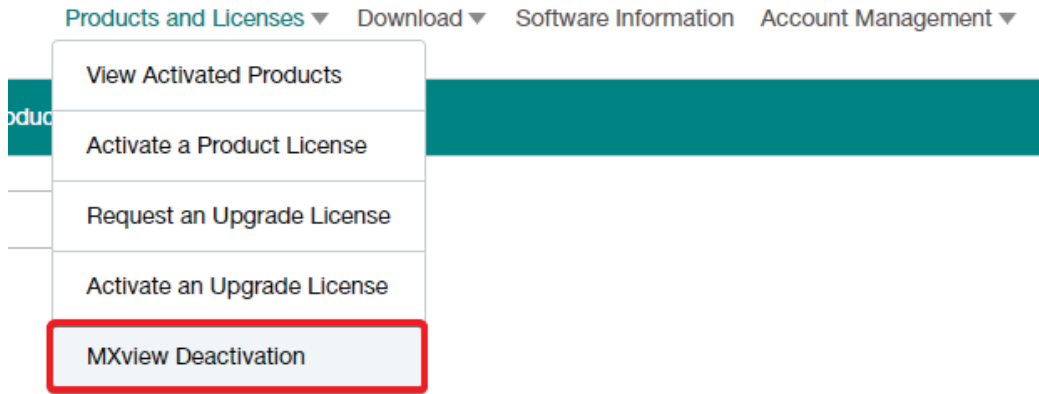 Products and Licenses Download Software Information Account Management
View Activated Products
Activate a Product License
Request an Upgrade License
Activate an Upgrade License
MXview Deactivation